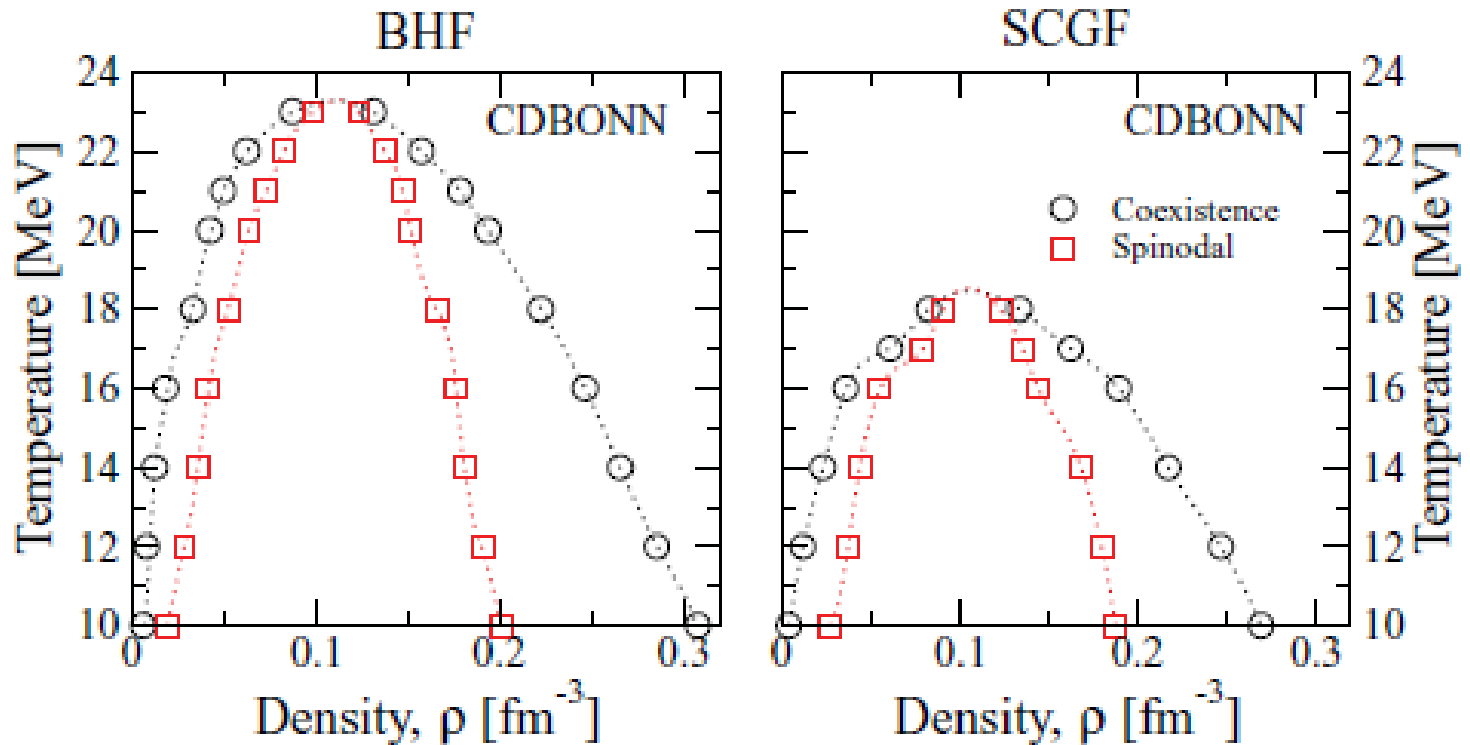 BHF
SCGF
CDBONN
CDBONN
Temperature [MeV]
24
22
20
18
16
14
12
10
0
0.1
0.2
0.3
Density, ρ [fm⁻³]
Coexistence
Spinodal
0
0.1
0.2
0.3
Density, ρ [fm⁻³]
24
22
20
18
16
14
12
10
Temperature [MeV]